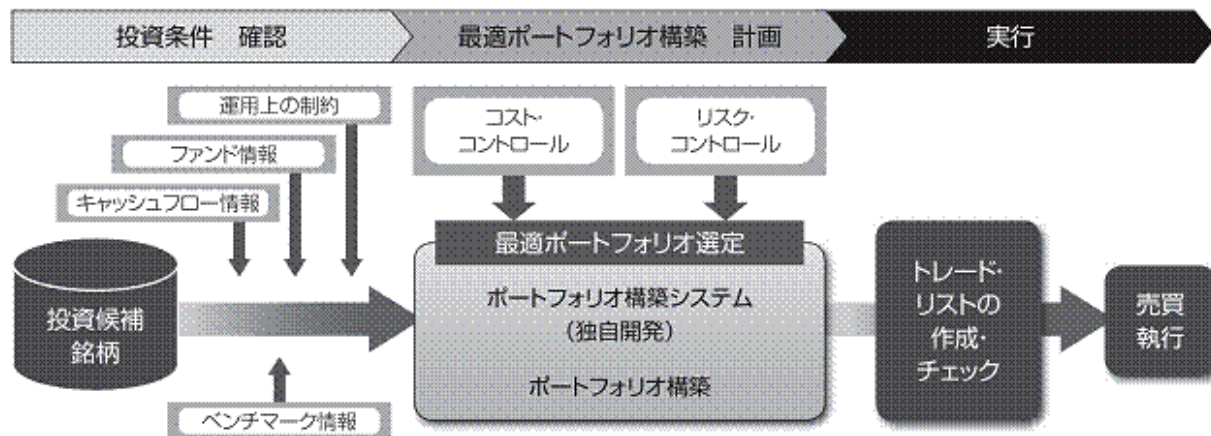 投資条件 確認
最適ポートフォリオ構築 計画
実行
運用上の制約
ファンド情報
キャッシュフロー情報
コスト・
コントロール
リスク・
コントロール
投資候補
銘柄
ベンチマーク情報
最適ポートフォリオ選定
ポートフォリオ構築システム
（独自開発）
ポートフォリオ構築
トレード・
リストの
作成・
チェック
売買
執行